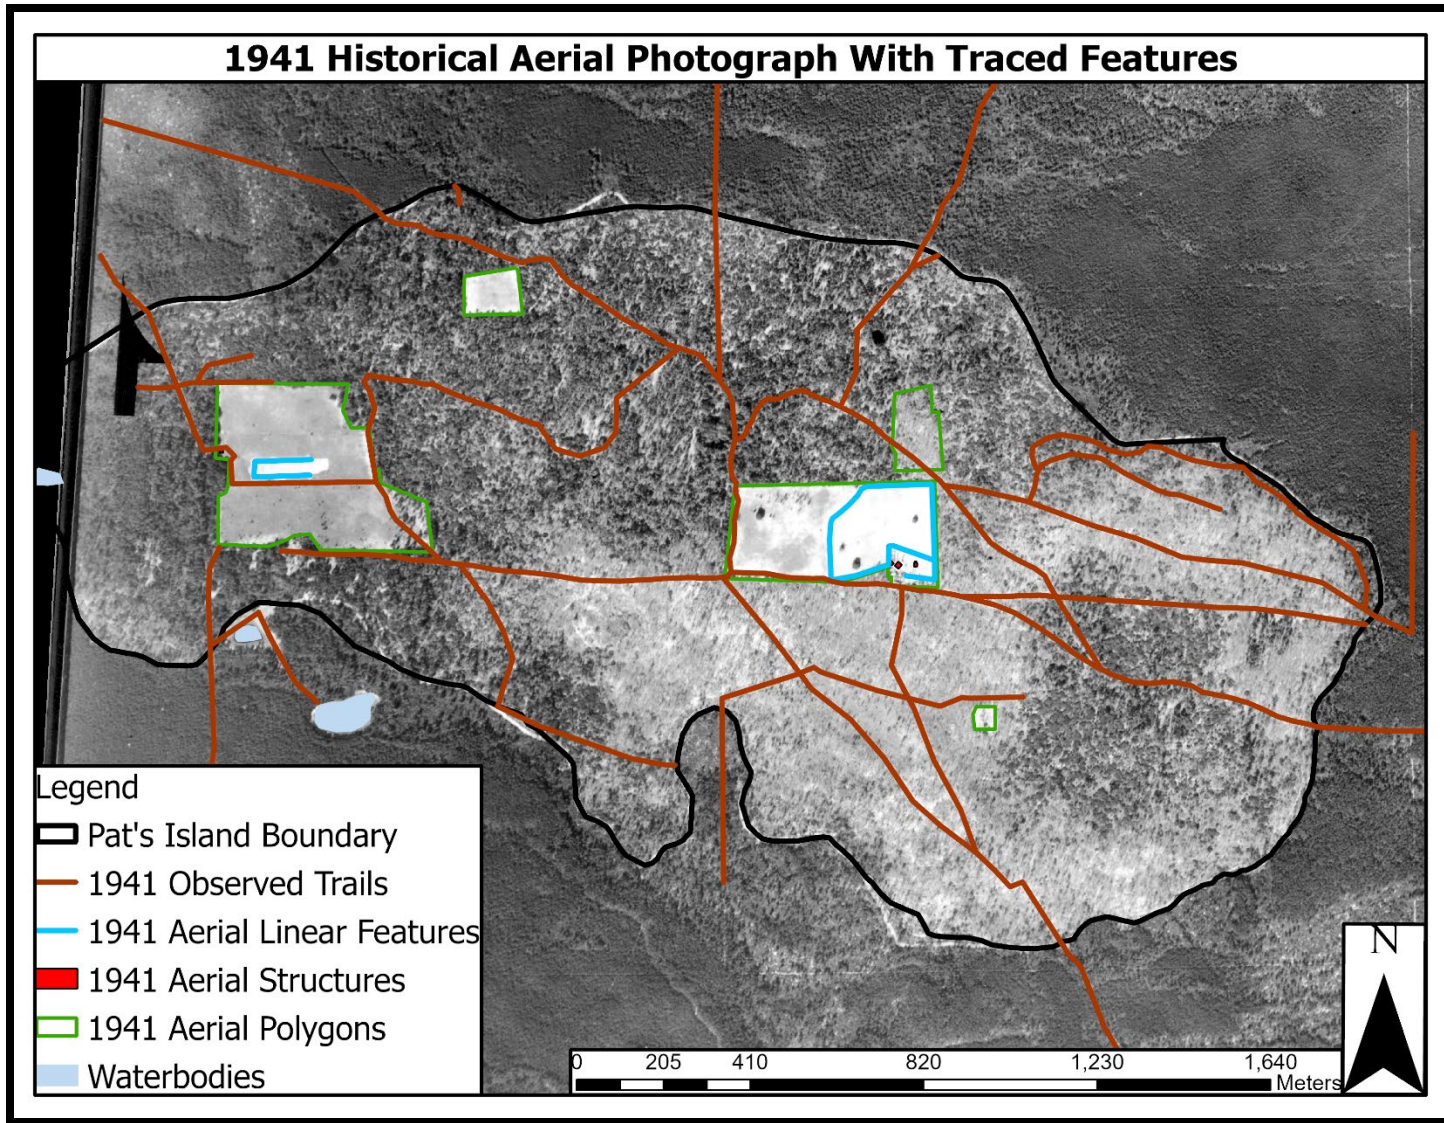 1941 Historical Aerial Photograph With Traced Features
Legend
Pat's Island Boundary
1941 Observed Trails
1941 Aerial Linear Features
1941 Aerial Structures
1941 Aerial Polygons
Waterbodies
N
0 205 410 820 1,230 1,640
Meters